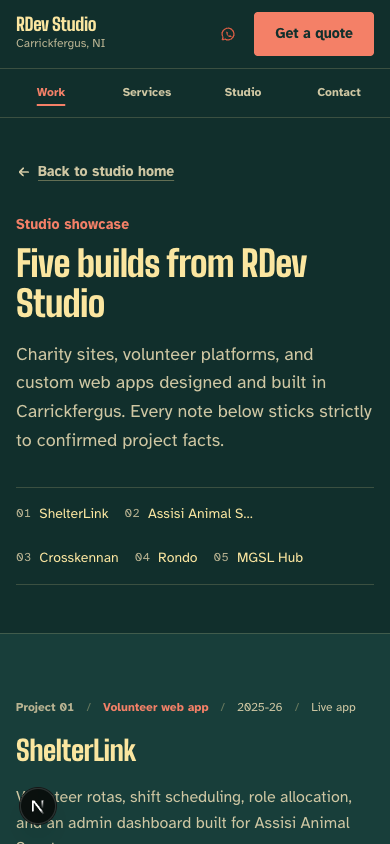 RDev Studio
Carrickfergus, NI
Get a quote
Work Services Studio Contact
← Back to studio home
Studio showcase
Five builds from RDev
Studio
Charity sites, volunteer platforms, and
custom web apps designed and built in
Carrickfergus. Every note below sticks strictly
to confirmed project facts.
01 ShelterLink 02 Assisi Animal S…
03 Crosskennan 04 Rondo 05 MGSL Hub
Project 01 / Volunteer web app / 2025-26 / Live app
ShelterLink
rotas, shift scheduling, role allocation,
an admin dashboard built for Assisi Animal
N